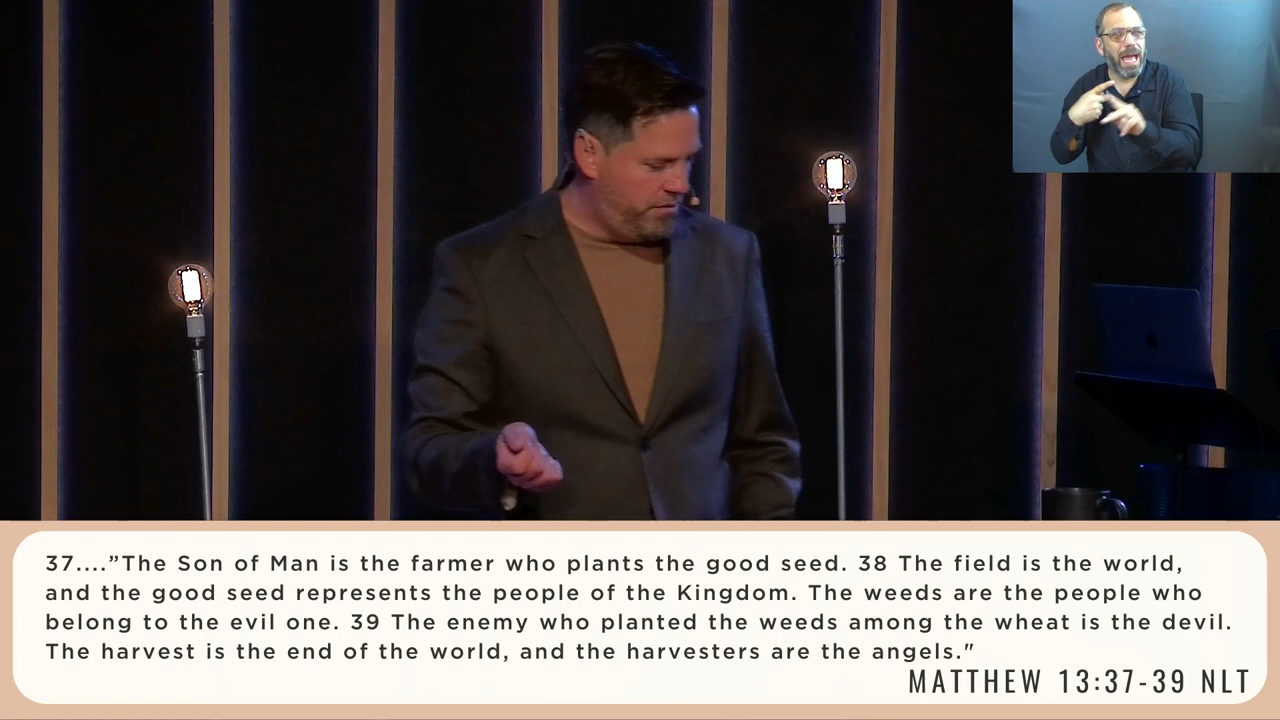 37....”The Son of Man is the farmer who plants the good seed. 38 The field is the world,
and the good seed represents the people of the Kingdom. The weeds are the people who
belong to the evil one. 39 The enemy who planted the weeds among the wheat is the devil.
The harvest is the end of the world, and the harvesters are the angels."
MATTHEW 13:37-39 NLT